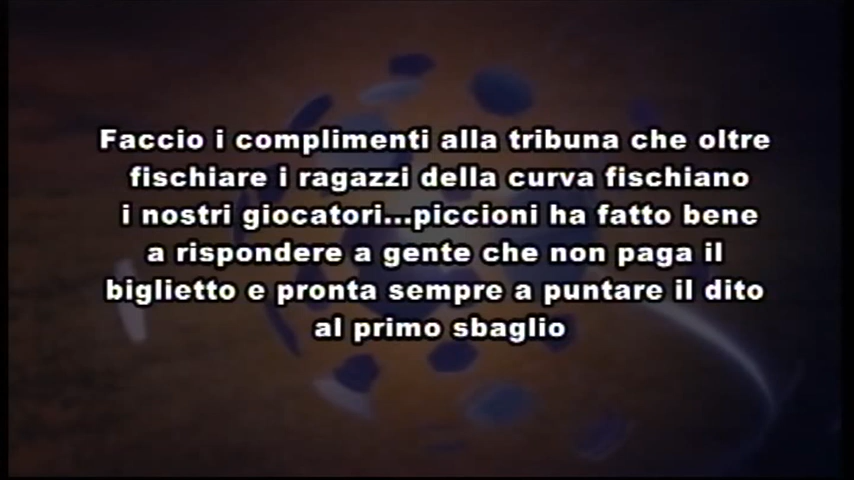 Faccio i complimenti alla tribuna che oltre
fischiare i ragazzi della curva fischiano
i nostri giocatori...piccioni ha fatto bene
a rispondere a gente che non paga il
biglietto e pronta sempre a puntare il dito
al primo sbaglio